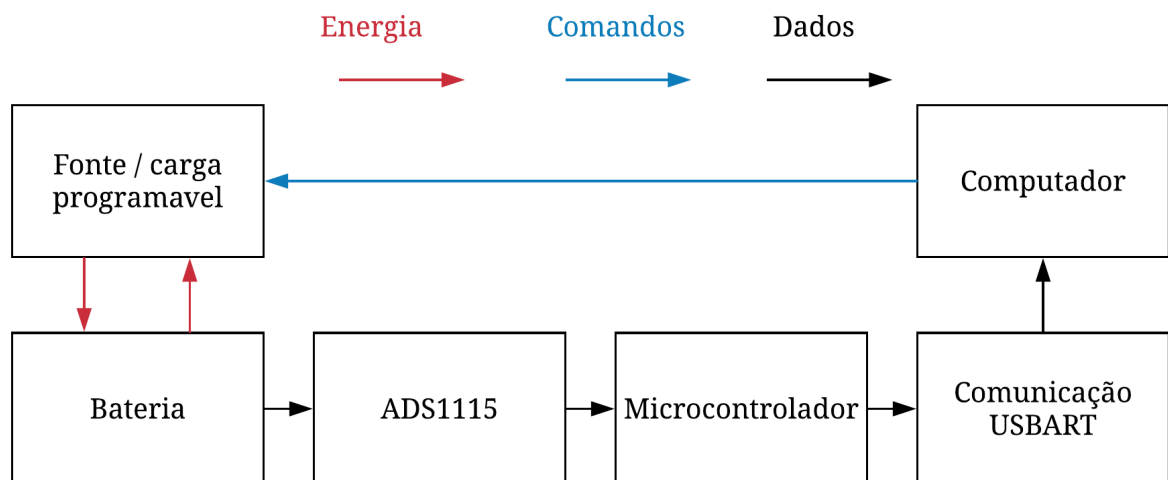 Energia Comandos Dados
Fonte / carga
programavel
Computador
Bateria
ADS1115
Microcontrolador
Comunicação
USBART